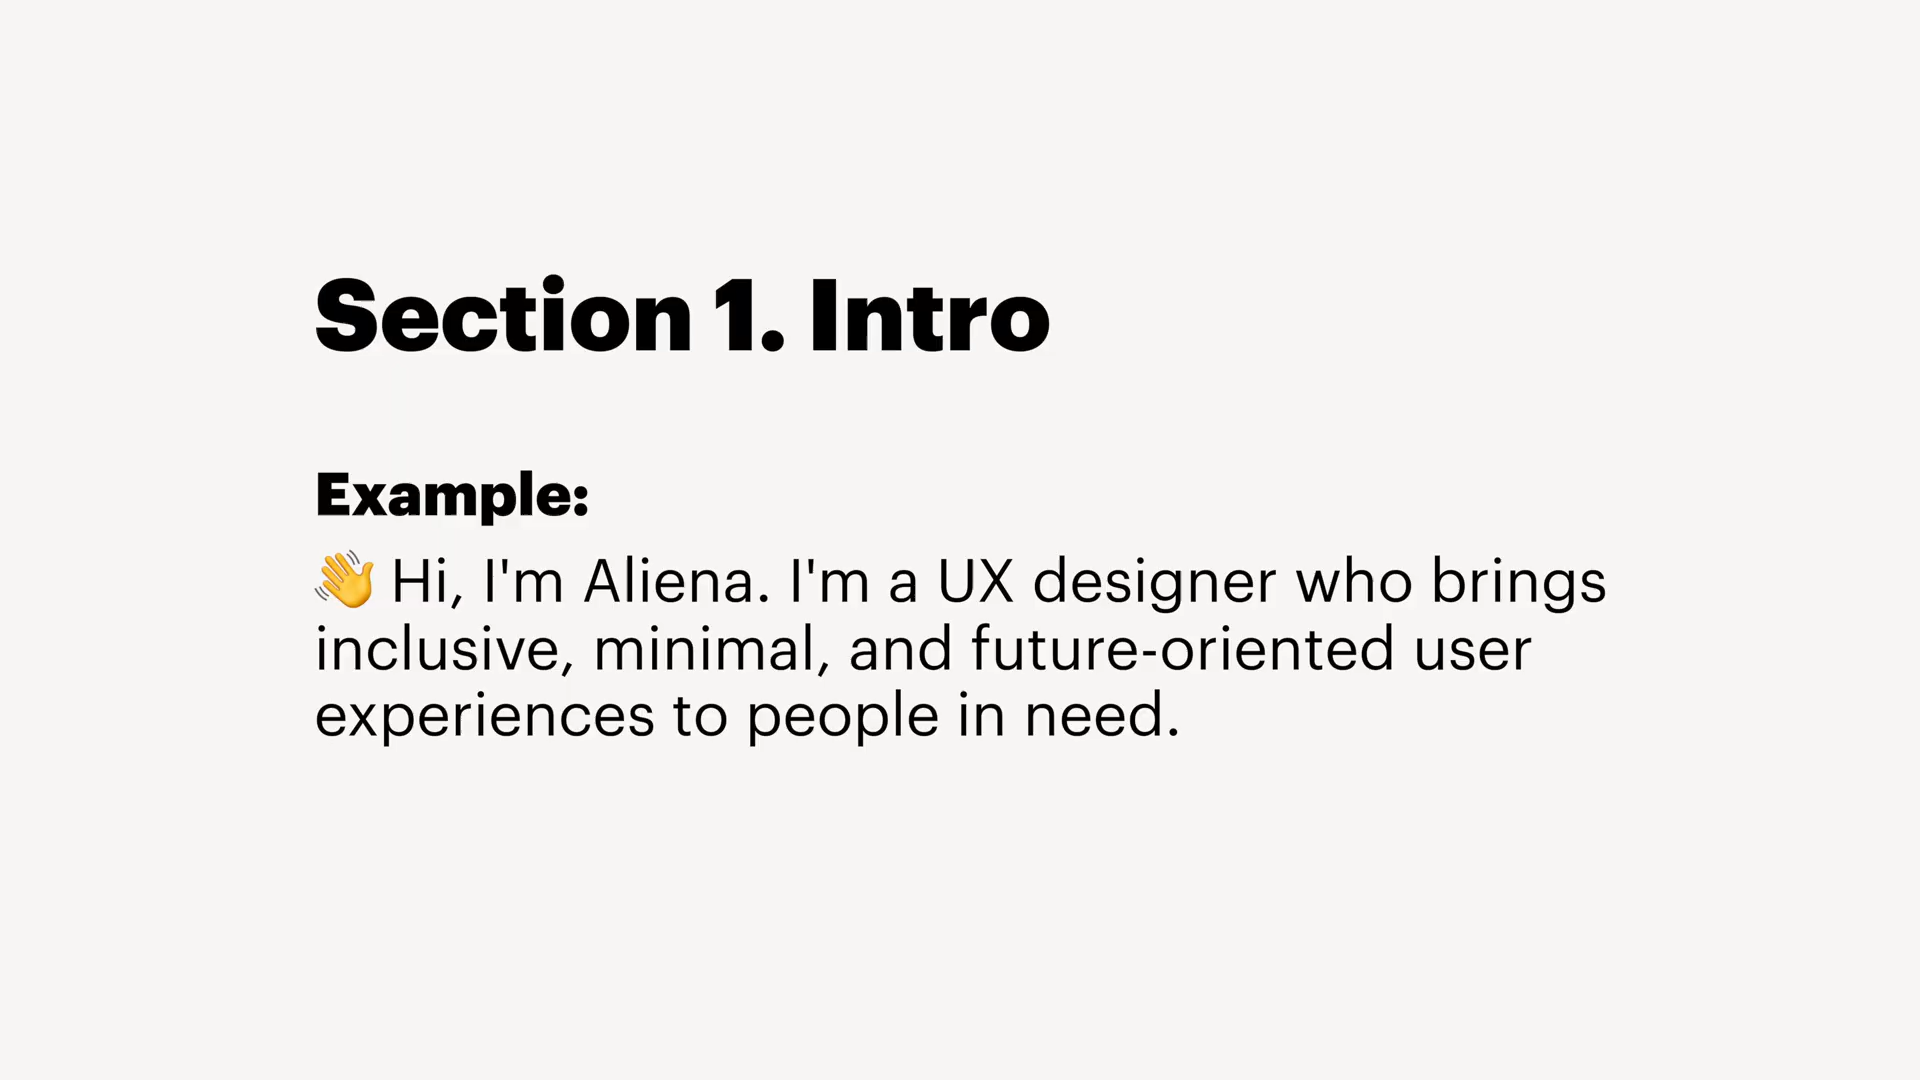 Section 1. Intro
Example:
👋 Hi, I'm Aliena. I'm a UX designer who brings
inclusive, minimal, and future-oriented user
experiences to people in need.